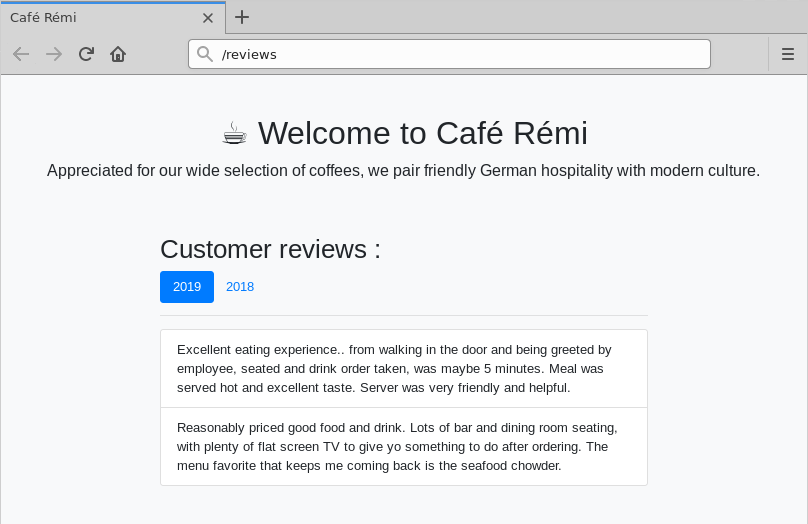 Café Rémi
/reviews
☕ Welcome to Café Rémi
Appreciated for our wide selection of coffees, we pair friendly German hospitality with modern culture.
Customer reviews :
2019 2018
Excellent eating experience.. from walking in the door and being greeted by
employee, seated and drink order taken, was maybe 5 minutes. Meal was
served hot and excellent taste. Server was very friendly and helpful.
Reasonably priced good food and drink. Lots of bar and dining room seating,
with plenty of flat screen TV to give yo something to do after ordering. The
menu favorite that keeps me coming back is the seafood chowder.